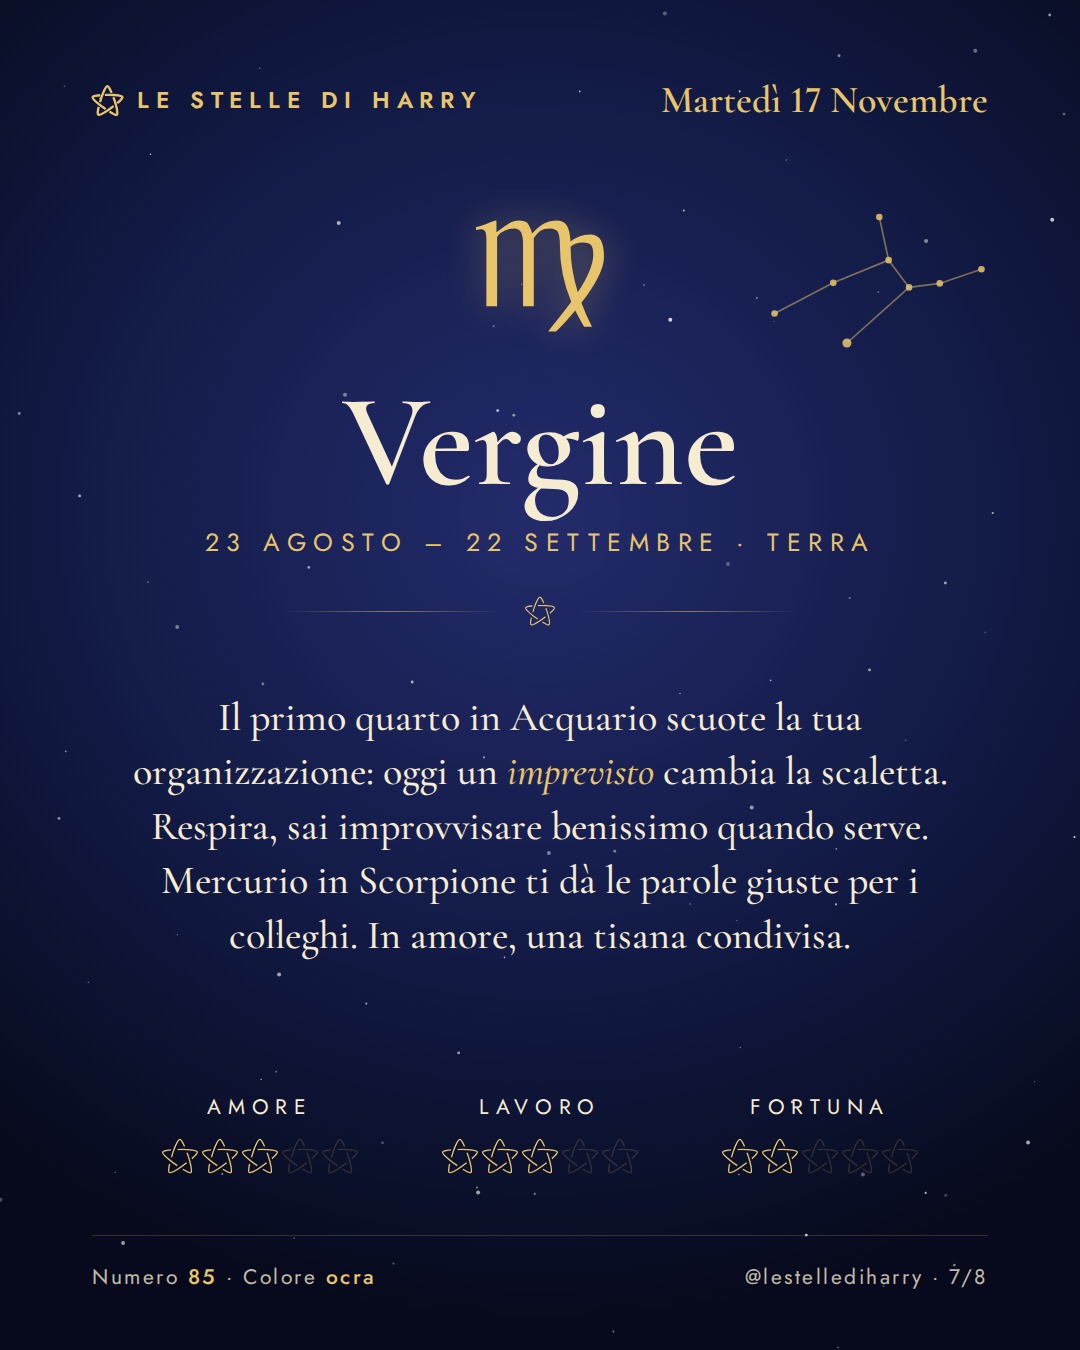 LE STELLE DI HARRY
Martedì 17 Novembre
♍
Vergine
23 AGOSTO – 22 SETTEMBRE · TERRA
Il primo quarto in Acquario scuote la tua
organizzazione: oggi un imprevisto cambia la scaletta.
Respira, sai improvvisare benissimo quando serve.
Mercurio in Scorpione ti dà le parole giuste per i
colleghi. In amore, una tisana condivisa.
AMORE
LAVORO
FORTUNA
Numero 85 · Colore ocra
@lestellediharry · 7/8